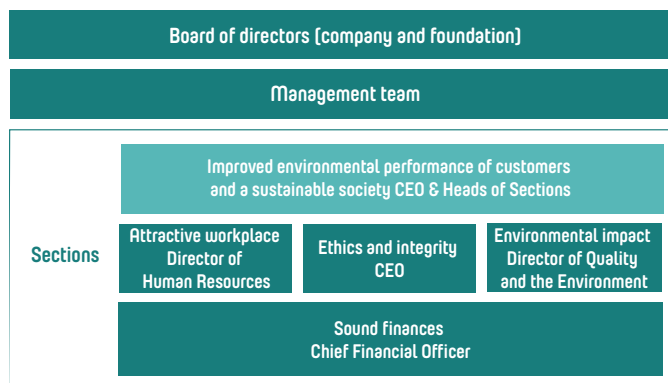 Board of directors (company and foundation)
Management team
Improved environmental performance of customers
and a sustainable society CEO & Heads of Sections
Sections
Attractive workplace
Director of
Human Resources
Ethics and integrity
CEO
Environmental impact
Director of Quality
and the Environment
Sound finances
Chief Financial Officer